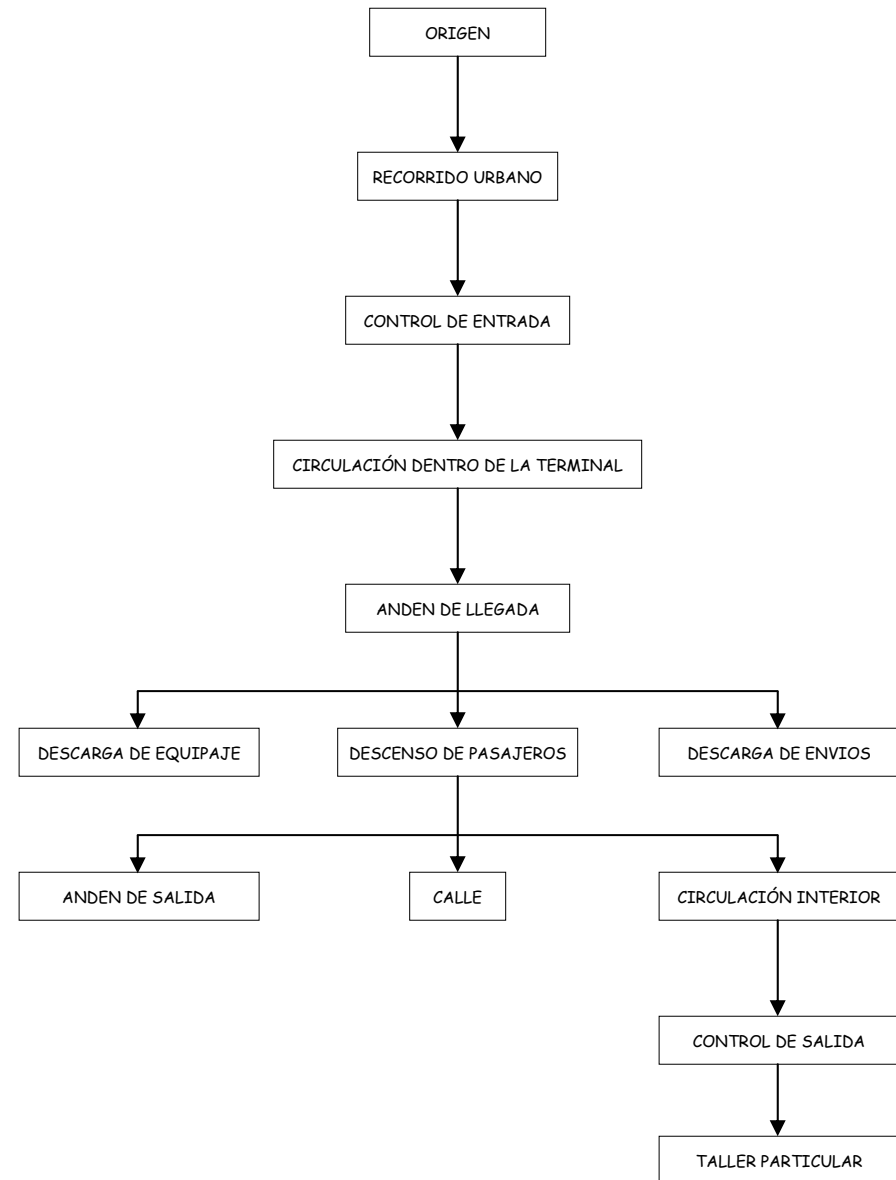 ORIGEN
RECORRIDO URBANO
CONTROL DE ENTRADA
CIRCULACIÓN DENTRO DE LA TERMINAL
ANDEN DE LLEGADA
DESCARGA DE EQUIPAJE
DESCENSO DE PASAJEROS
DESCARGA DE ENVIOS
ANDEN DE SALIDA
CALLE
CIRCULACIÓN INTERIOR
CONTROL DE SALIDA
TALLER PARTICULAR